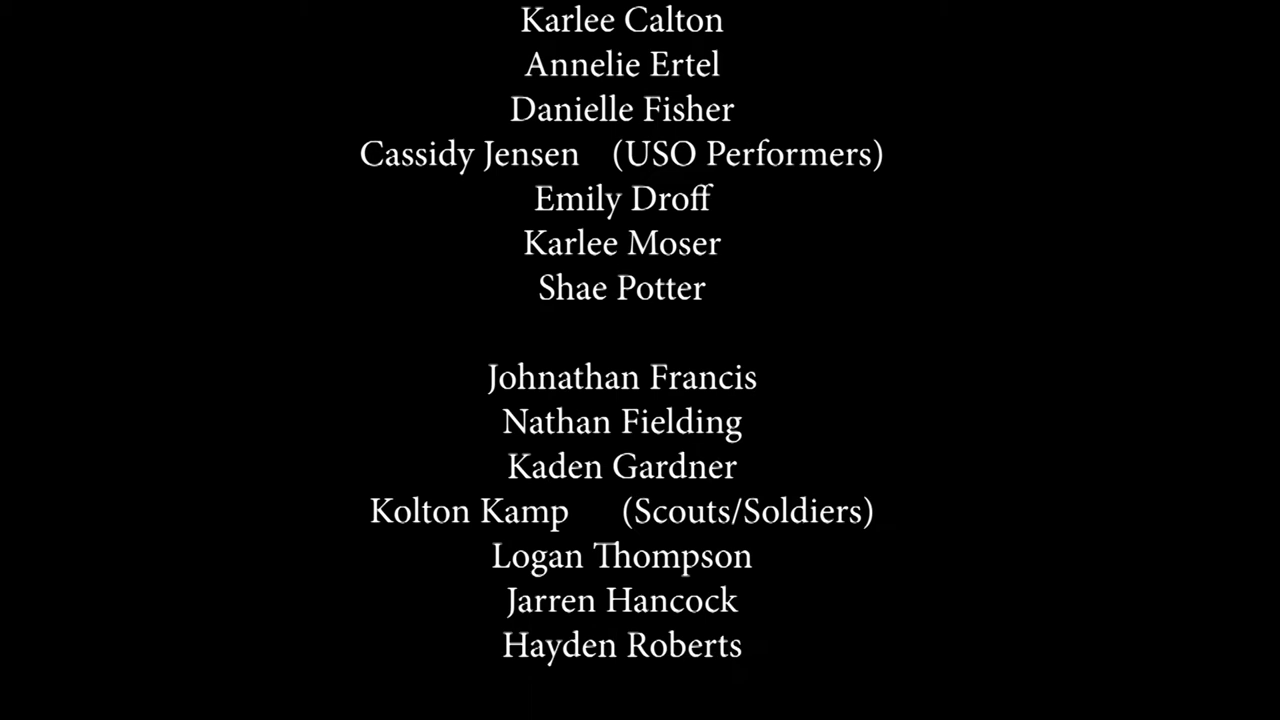 Karlee Calton
Annelie Ertel
Danielle Fisher
Cassidy Jensen (USO Performers)
Emily Droff
Karlee Moser
Shae Potter
Johnathan Francis
Nathan Fielding
Kaden Gardner
Kolton Kamp (Scouts/Soldiers)
Logan Thompson
Jarren Hancock
Hayden Roberts